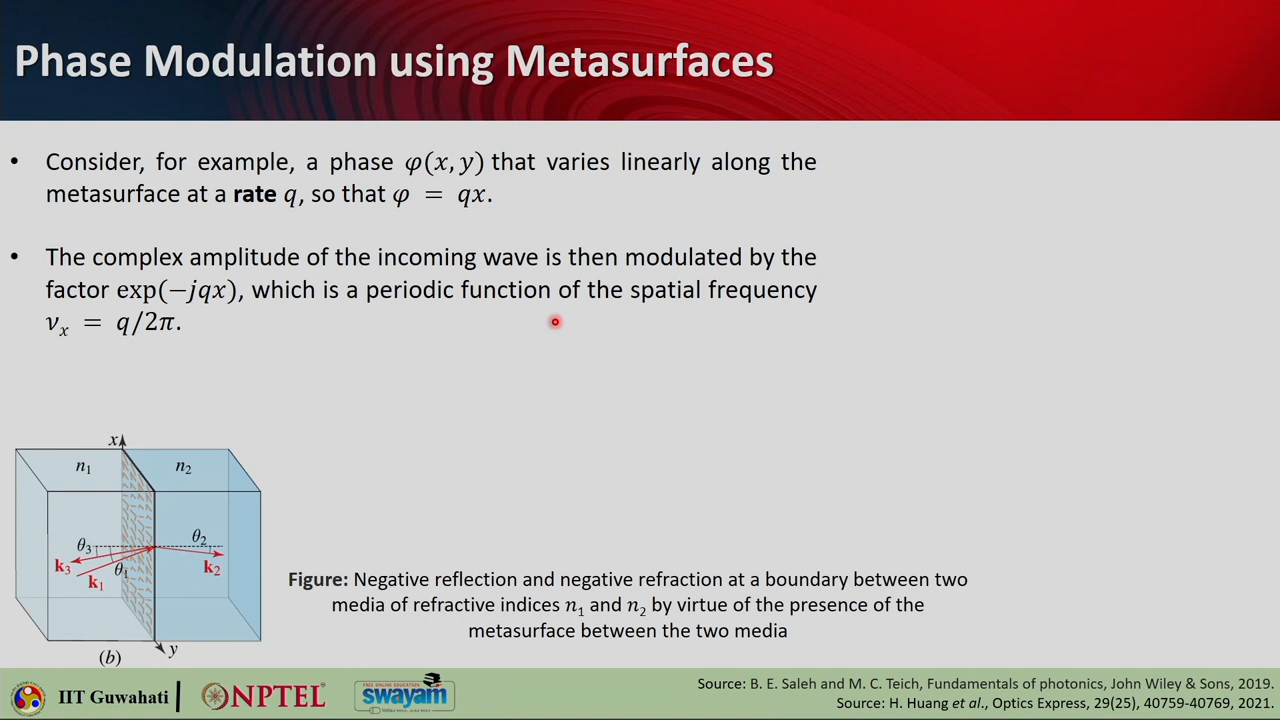 Phase Modulation using Metasurfaces
• Consider, for example, a phase φ(x, y) that varies linearly along the
metasurface at a rate q, so that φ = qx.
• The complex amplitude of the incoming wave is then modulated by the
factor exp(−jqx), which is a periodic function of the spatial frequency
νₓ = q/2π.
x
n₁
n₂
θ₃
θ₂
k₃
θ₁
k₂
k₁
y
(b)
Figure: Negative reflection and negative refraction at a boundary between two
media of refractive indices n₁ and n₂ by virtue of the presence of the
metasurface between the two media
IIT Guwahati
NPTEL
FREE ONLINE EDUCATION
swayam
Source: B. E. Saleh and M. C. Teich, Fundamentals of photonics, John Wiley & Sons, 2019.
Source: H. Huang et al., Optics Express, 29(25), 40759-40769, 2021.